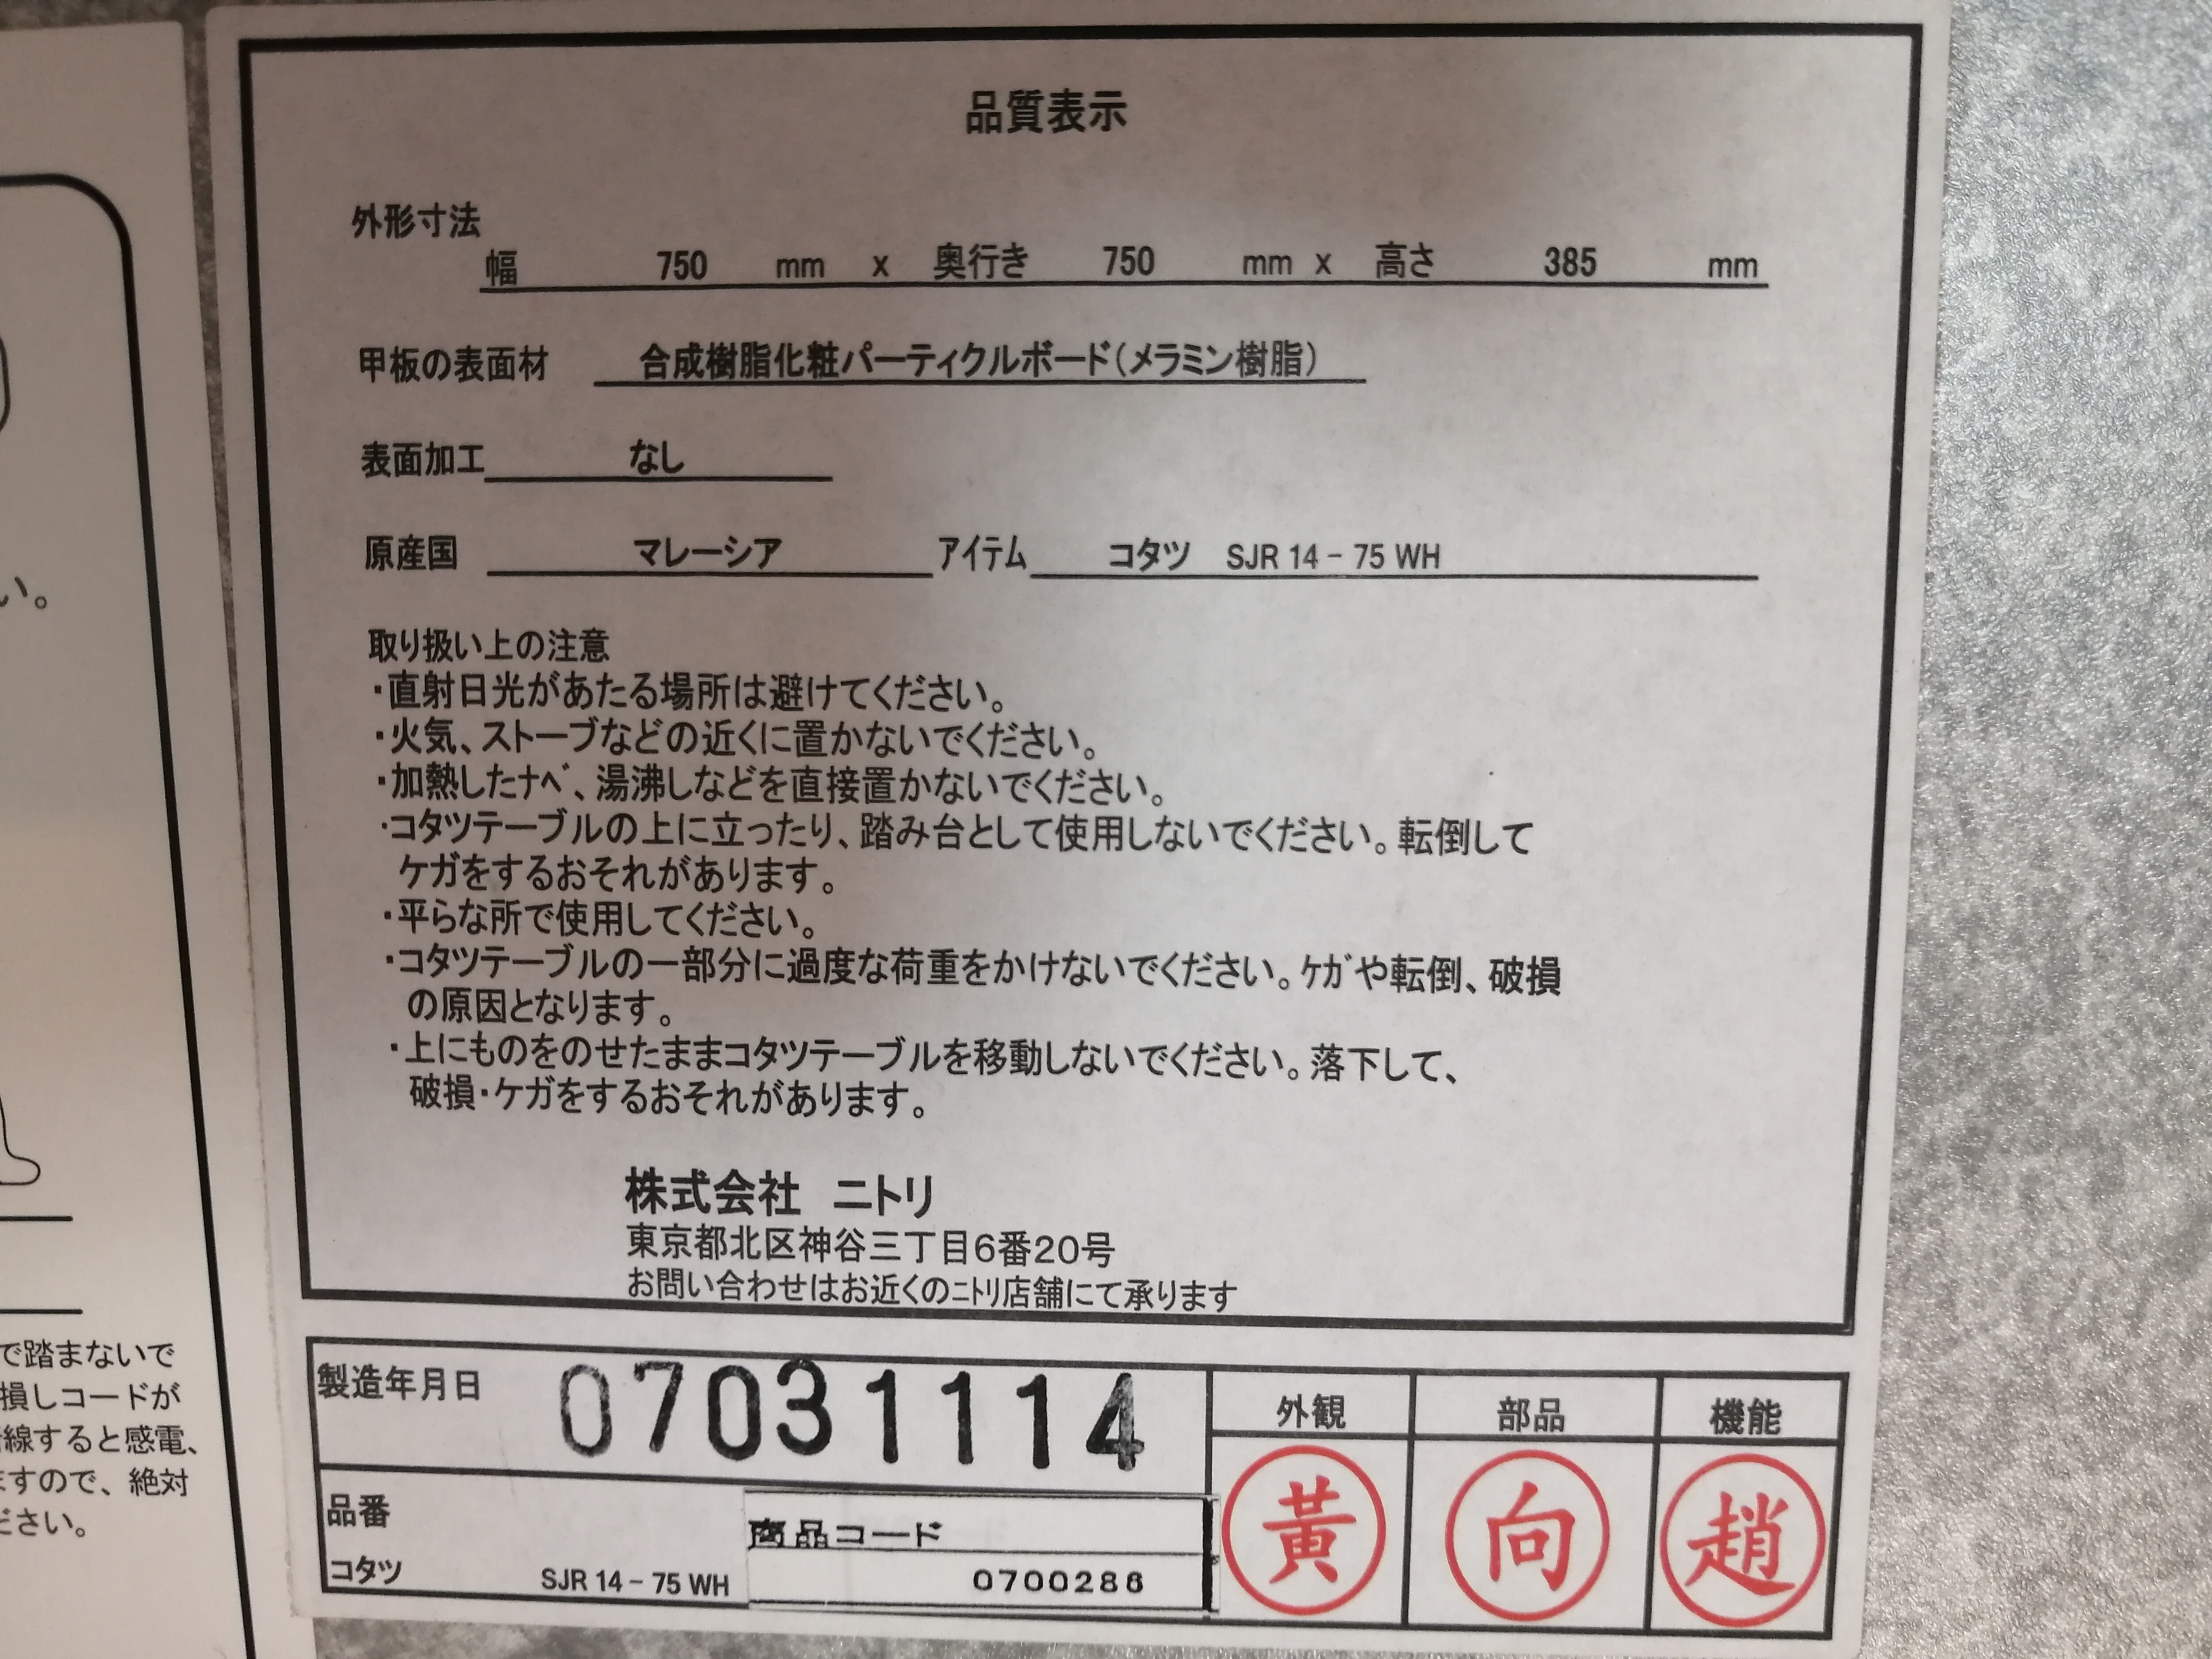 品質表示
外形寸法
幅 750 mm x 奥行き 750 mm x 高さ 385 mm
甲板の表面材 合成樹脂化粧パーティクルボード(メラミン樹脂)
表面加工 なし
原産国 マレーシア アイテム コタツ SJR 14 - 75 WH
取り扱い上の注意
・直射日光があたる場所は避けてください。
・火気、ストーブなどの近くに置かないでください。
・加熱したナベ、湯沸しなどを直接置かないでください。
・コタツテーブルの上に立ったり、踏み台として使用しないでください。転倒して
ケガをするおそれがあります。
・平らな所で使用してください。
・コタツテーブルの一部分に過度な荷重をかけないでください。ケガや転倒、破損
の原因となります。
・上にものをのせたままコタツテーブルを移動しないでください。落下して、
破損・ケガをするおそれがあります。
株式会社 ニトリ
東京都北区神谷三丁目6番20号
お問い合わせはお近くのニトリ店舗にて承ります
製造年月日 07031114
外観 部品 機能
黃 向 趙
品番
コタツ SJR 14 - 75 WH
商品コード
0700286
い。
で踏まないで
損しコードが
線すると感電、
ますので、絶対
ださい。